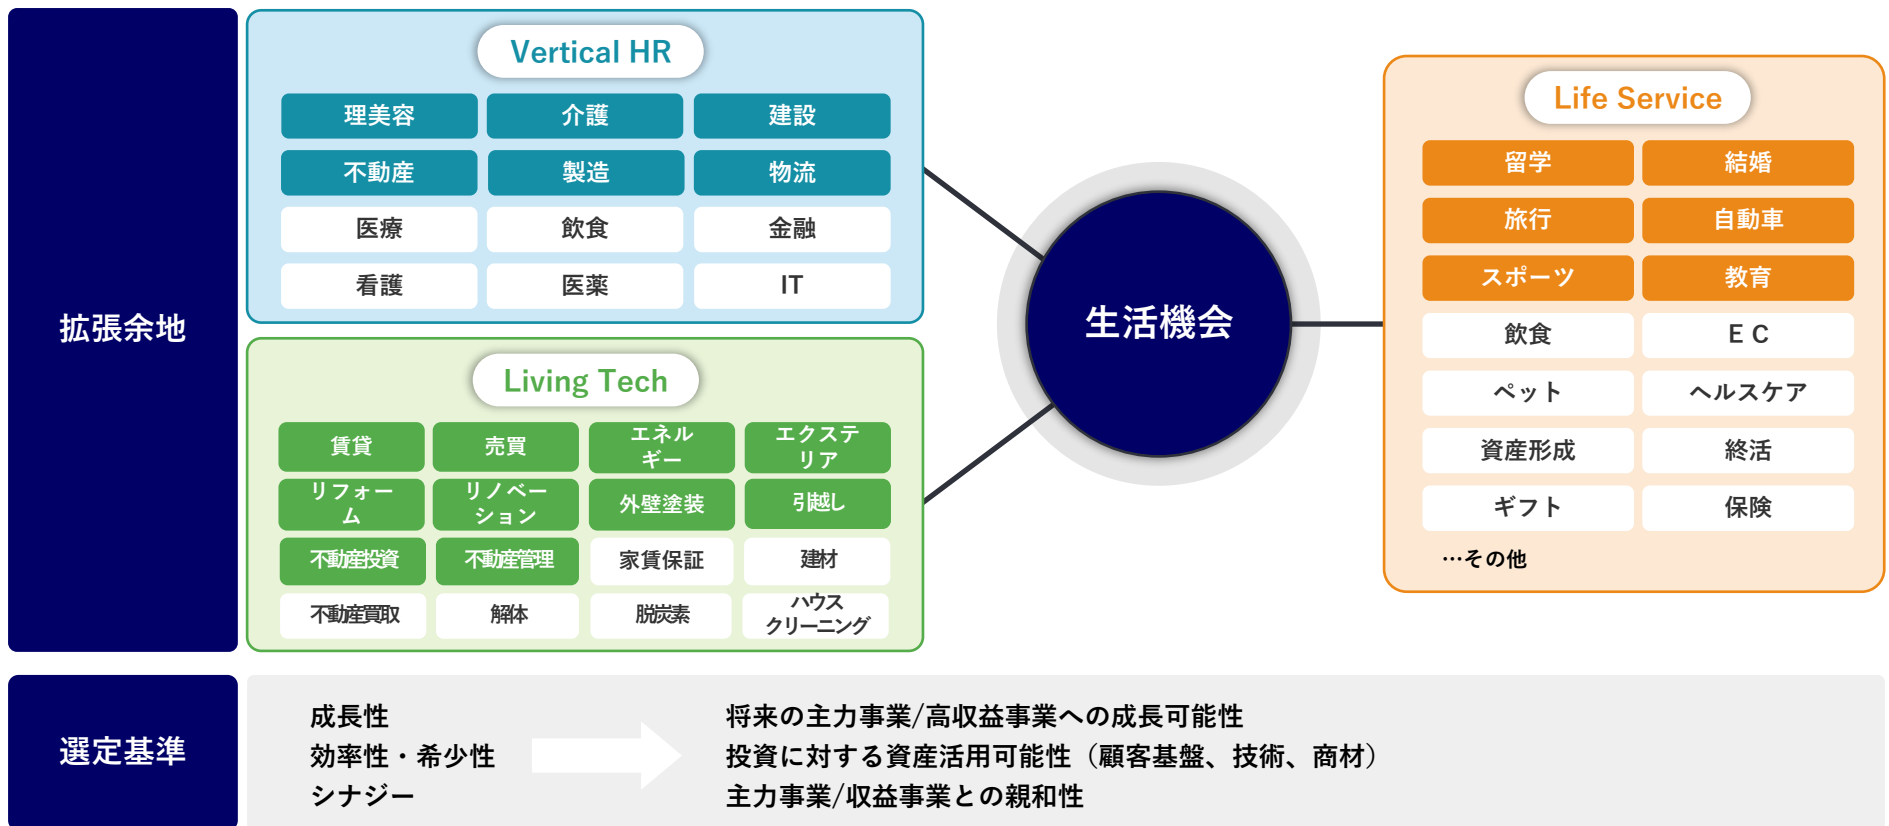 拡張余地
Vertical HR
理美容 介護 建設
不動産 製造 物流
医療 飲食 金融
看護 医薬 IT
Living Tech
賃貸 売買 エネル
ギー エクステ
リア
リフォー
ム リノベー
ション 外壁塗装 引越し
不動産投資 不動産管理 家賃保証 建材
不動産買取 解体 脱炭素 ハウス
クリーニング
生活機会
Life Service
留学 結婚
旅行 自動車
スポーツ 教育
飲食 ＥＣ
ペット ヘルスケア
資産形成 終活
ギフト 保険
…その他
選定基準
成長性 将来の主力事業/高収益事業への成長可能性
効率性・希少性 投資に対する資産活用可能性（顧客基盤、技術、商材）
シナジー 主力事業/収益事業との親和性